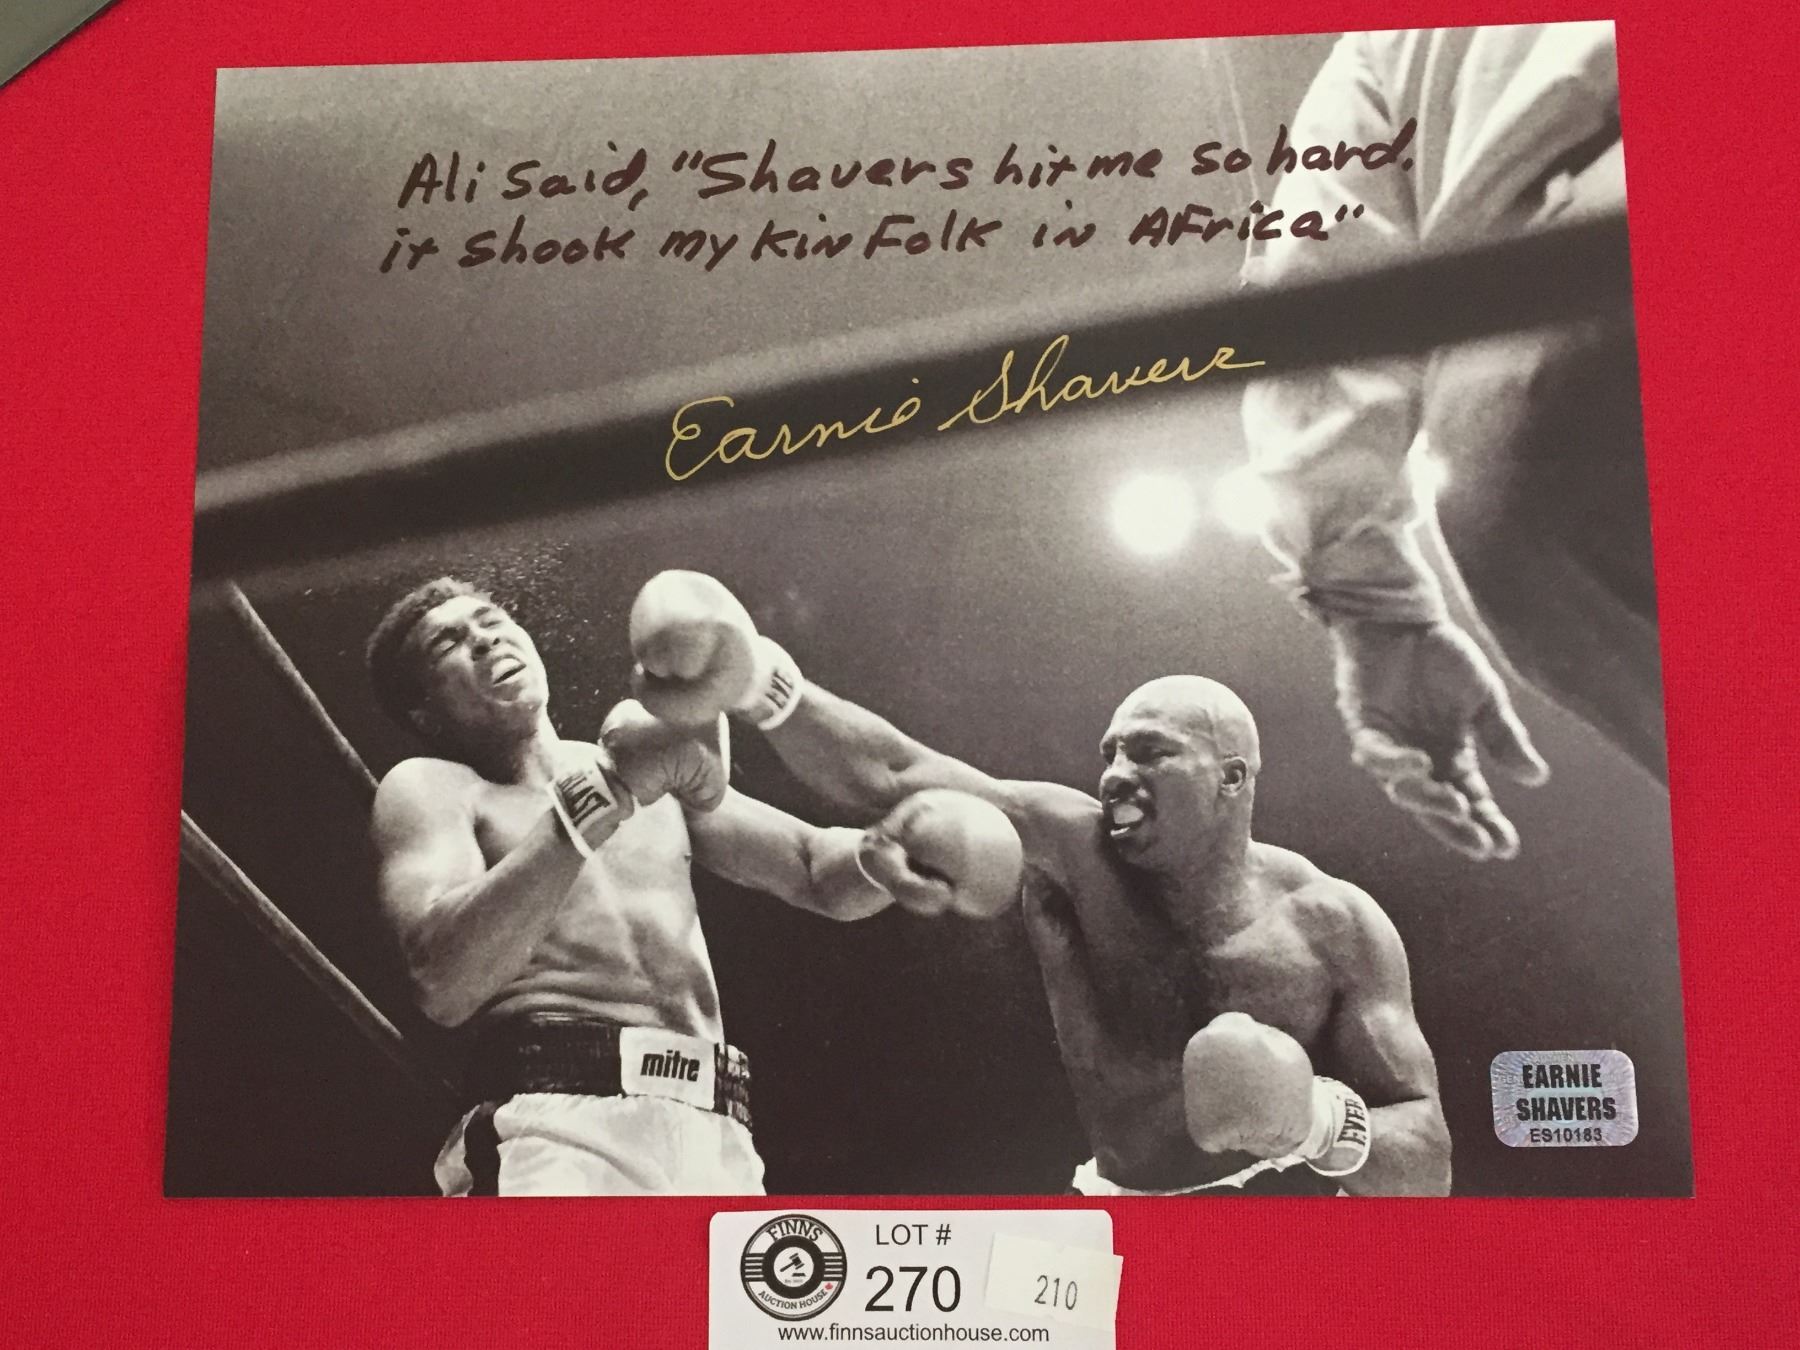 Ali Said, "Shavers hit me so hard.
it Shook my kin Folk in AFrica"
Earnie Shavers
mitre
EARNIE
SHAVERS
ES10183
FINNS
AUCTION HOUSE
LOT #
270
210
www.finnsauctionhouse.com